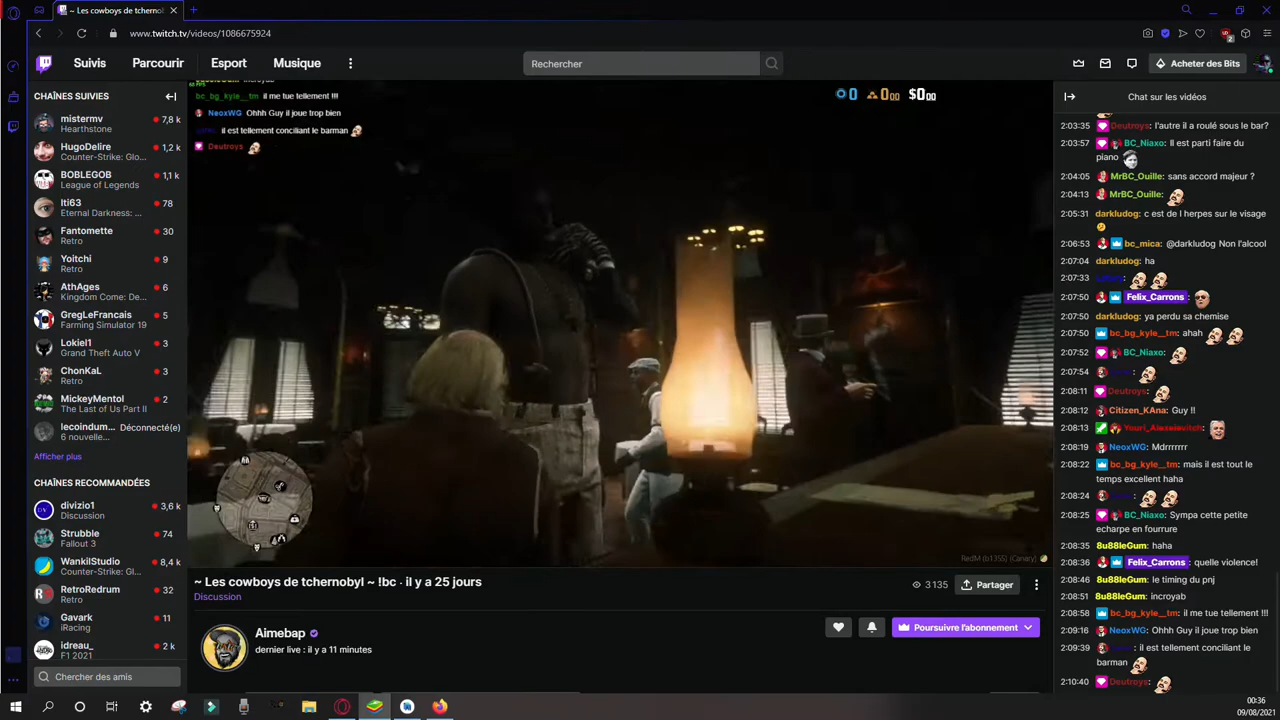 ~ Les cowboys de tchernobyl
www.twitch.tv/videos/1086675924
Suivis
Parcourir
Esport
Musique
Rechercher
Acheter des Bits
CHAÎNES SUIVIES
mistermv
7,8 k
Hearthstone
HugoDelire
1,2 k
Counter-Strike: Glo...
BOBLEGOB
1,1 k
League of Legends
Iti63
78
Eternal Darkness: ...
Fantomette
30
Retro
Yoitchi
9
Retro
AthAges
6
Kingdom Come: De...
GregLeFrancais
5
Farming Simulator 19
Lokiel1
3
Grand Theft Auto V
ChonKaL
3
Retro
MickeyMentol
2
The Last of Us Part II
lecoindum...
Déconnecté(e)
6 nouvelle...
Afficher plus
CHAÎNES RECOMMANDÉES
divizio1
3,6 k
Discussion
Strubble
74
Fallout 3
WankilStudio
8,4 k
Counter-Strike: Glo...
RetroRedrum
32
Retro
Gavark
11
iRacing
idreau_
2 k
F1 2021
Chercher des amis
bc_bg_kyle__tm il me tue tellement !!!
NeoxWG Ohhh Guy il joue trop bien
il est tellement conciliant le barman
Deutroys
0
000
$000
RedM (b1355) (Canary)
~ Les cowboys de tchernobyl ~ !bc · il y a 25 jours
Discussion
3 135
Partager
Aimebap
dernier live : il y a 11 minutes
Poursuivre l'abonnement
Chat sur les vidéos
2:03:35 Deutroys: l'autre il a roulé sous le bar?
2:03:57 BC_Niaxo: Il est parti faire du
piano
2:04:05 MrBC_Ouille: sans accord majeur ?
2:04:13 MrBC_Ouille:
2:05:31 darkludog: c est de l herpes sur le visage
2:06:53 bc_mica: @darkludog Non l'alcool
2:07:04 darkludog: ha
2:07:33
2:07:50 Felix_Carrons :
2:07:50 darkludog: ya perdu sa chemise
2:07:50 bc_bg_kyle__tm: ahah
2:07:52 BC_Niaxo:
2:07:54
2:08:11 Deutroys:
2:08:12 Citizen_KAna: Guy !!
2:08:13 Youri_Alexeievitch:
2:08:19 NeoxWG: Mdrrrrrrr
2:08:22 bc_bg_kyle__tm: mais il est tout le
temps excellent haha
2:08:24
2:08:25 BC_Niaxo: Sympa cette petite
echarpe en fourrure
2:08:35 8u88leGum: haha
2:08:36 Felix_Carrons : quelle violence!
2:08:46 8u88leGum: le timing du pnj
2:08:51 8u88leGum: incroyab
2:08:58 bc_bg_kyle__tm: il me tue tellement !!!
2:09:16 NeoxWG: Ohhh Guy il joue trop bien
2:09:39 : il est tellement conciliant le
barman
2:10:40 Deutroys:
00:36
09/08/2021